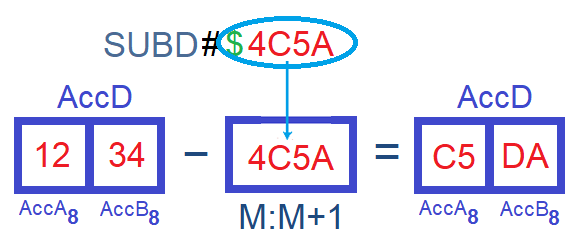 SUBD#$4C5A
AccD AccD
12 34 – 4C5A = C5 DA
AccA8 AccB8 M:M+1 AccA8 AccB8